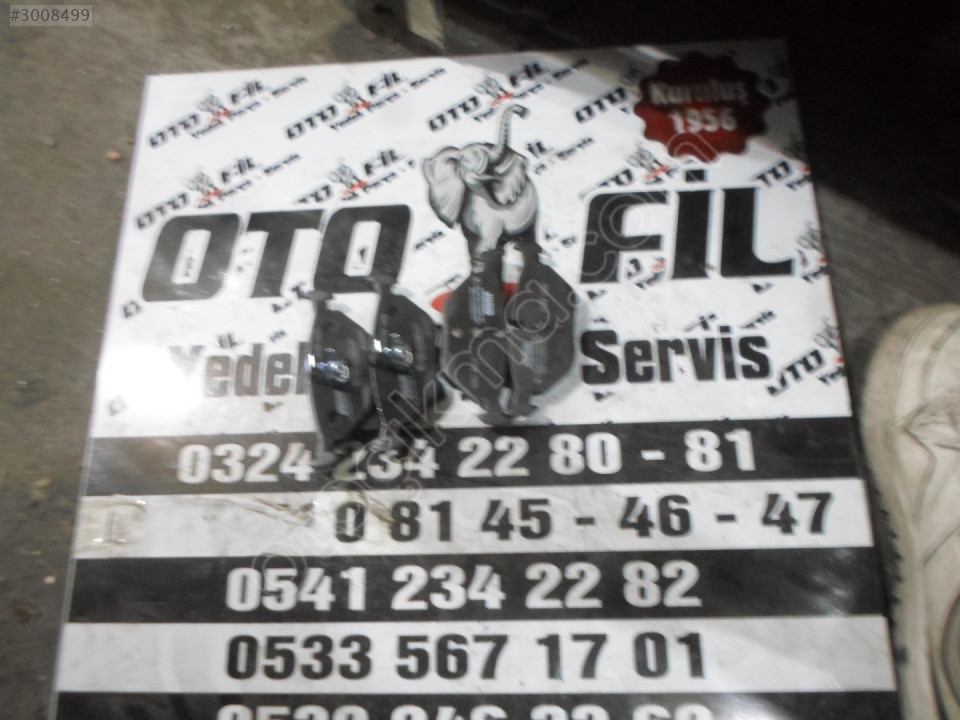 #3008499
Kuruluş
1956
OTO FİL
Yedek Servis
0324 234 22 80 - 81
0 81 45 - 46 - 47
0541 234 22 82
0533 567 17 01